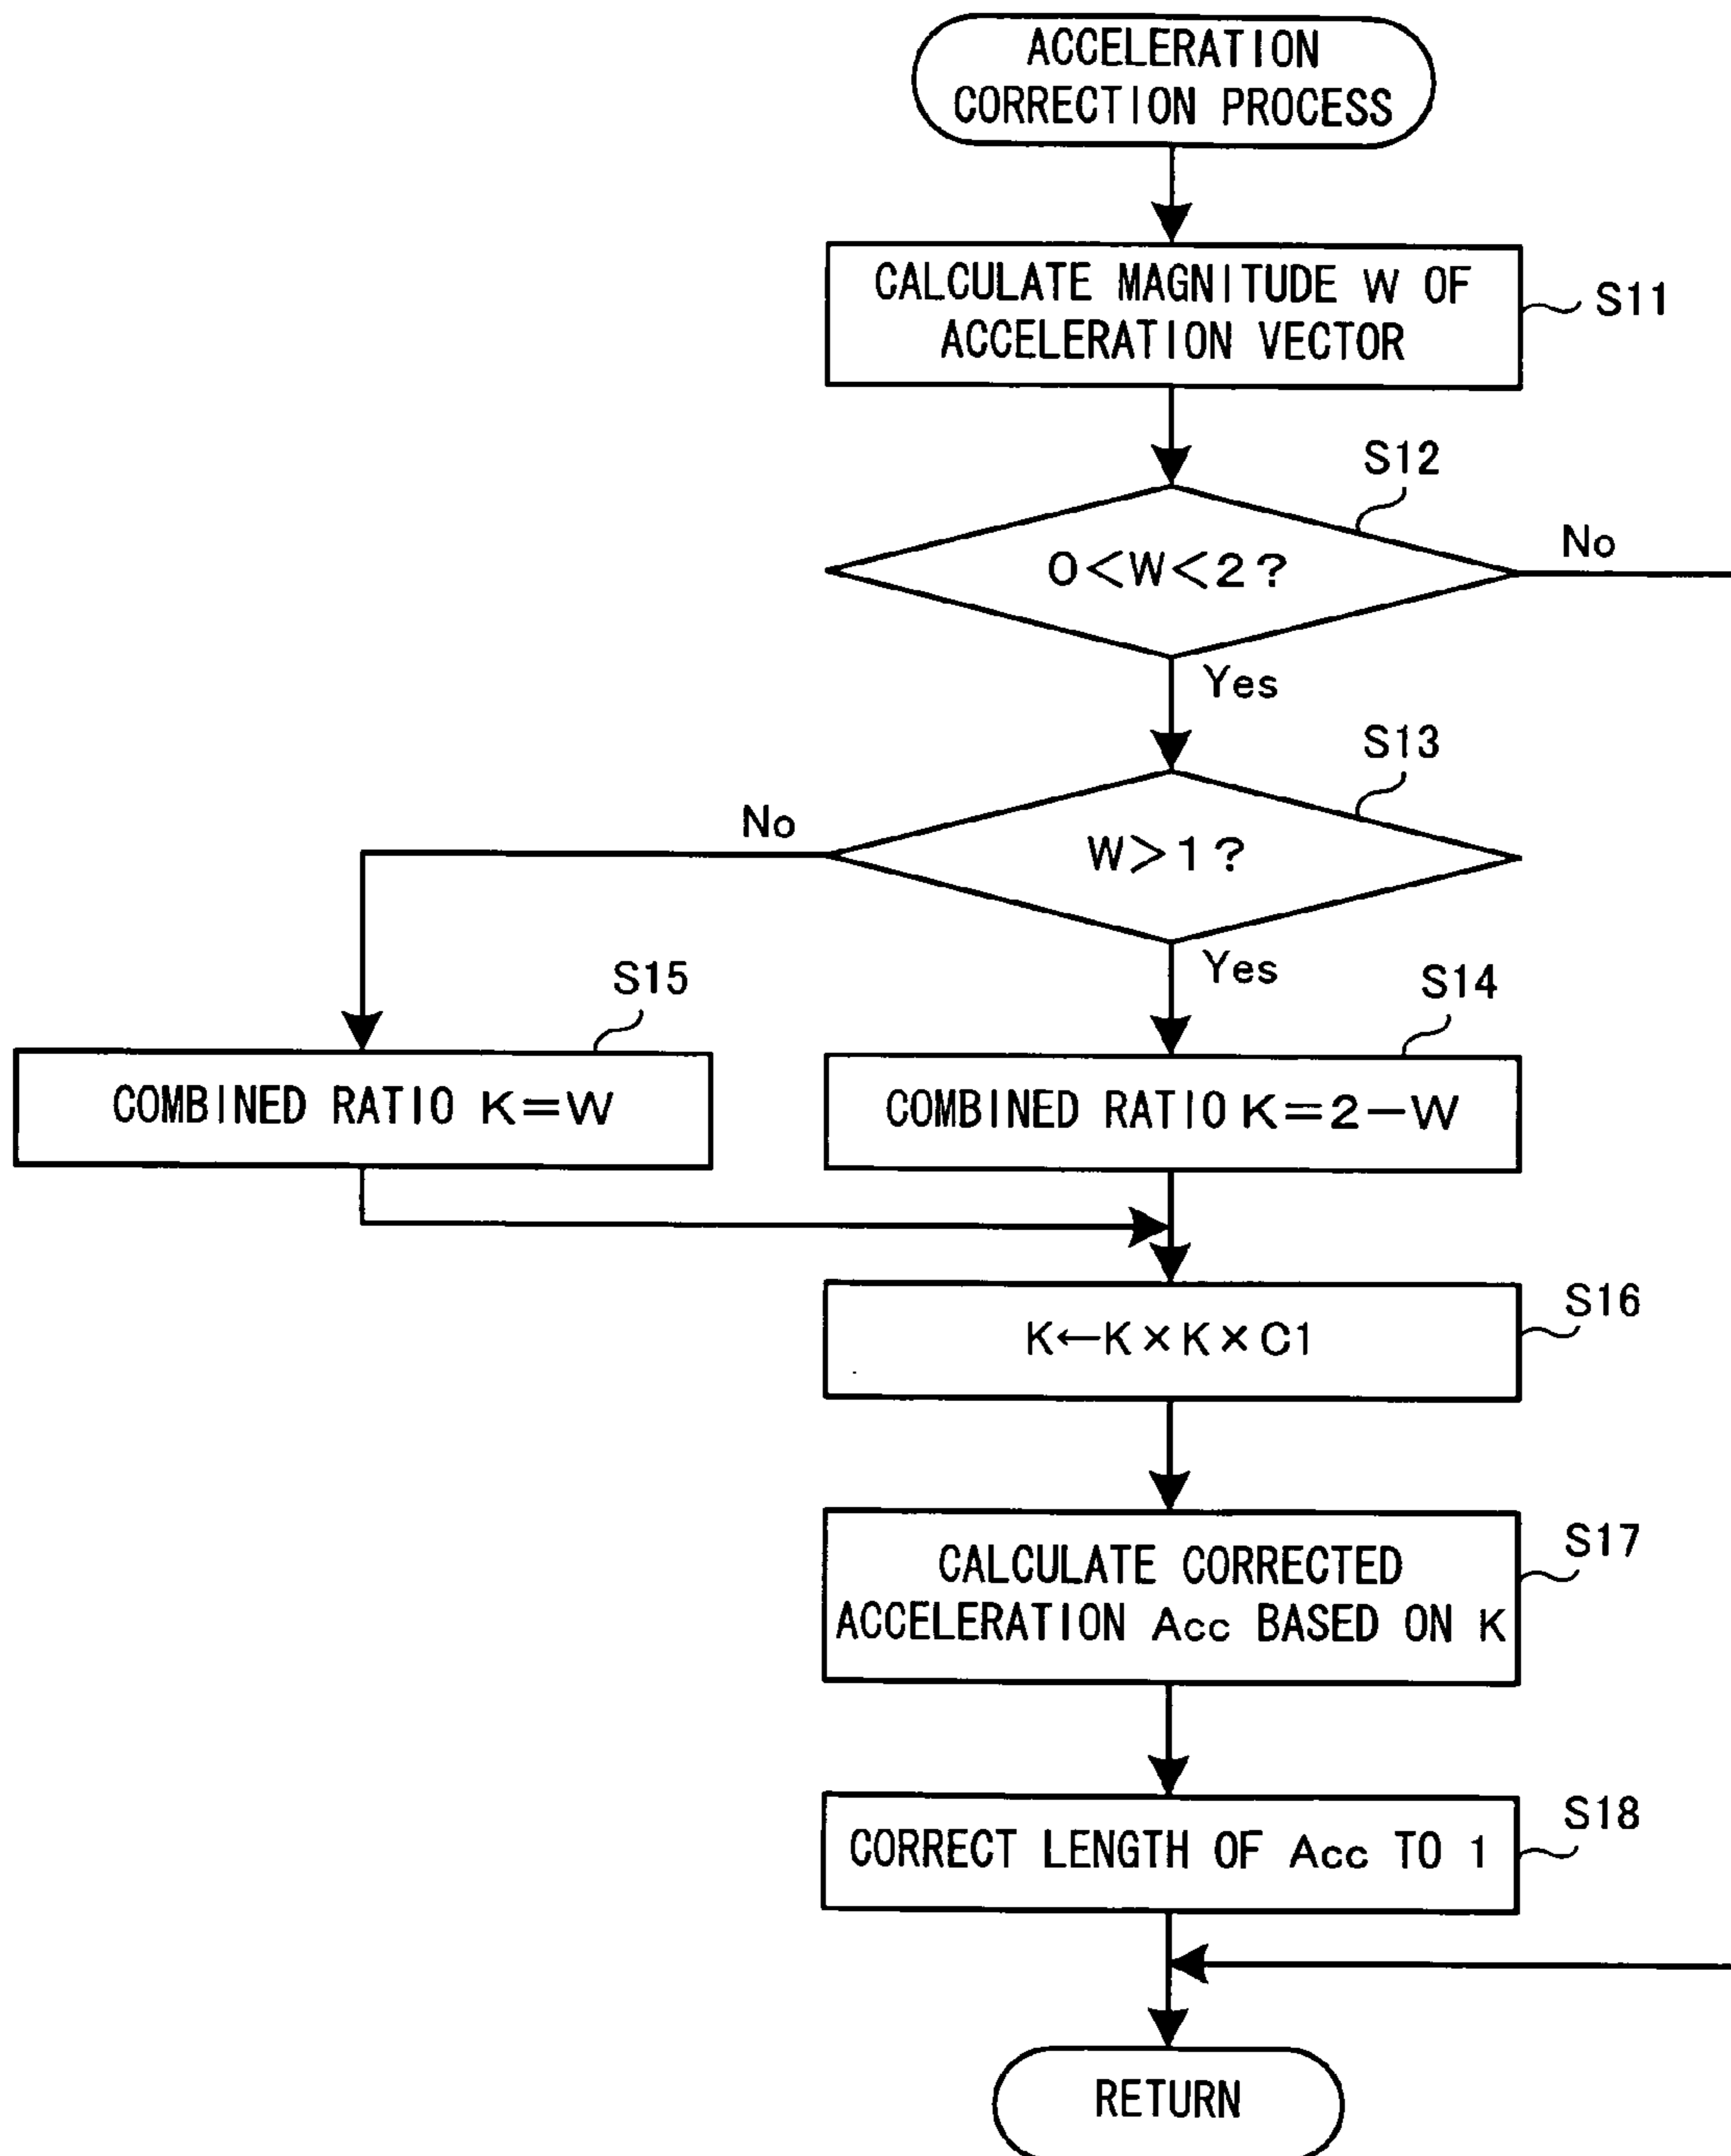 ACCELERATION
CORRECTION PROCESS
CALCULATE MAGNITUDE W OF
ACCELERATION VECTOR
S11
S12
0<W<2?
No
Yes
S13
No
W>1?
Yes
S15
S14
COMBINED RATIO K=W
COMBINED RATIO K=2-W
S16
K←K×K×C1
S17
CALCULATE CORRECTED
ACCELERATION Acc BASED ON K
S18
CORRECT LENGTH OF Acc TO 1
RETURN